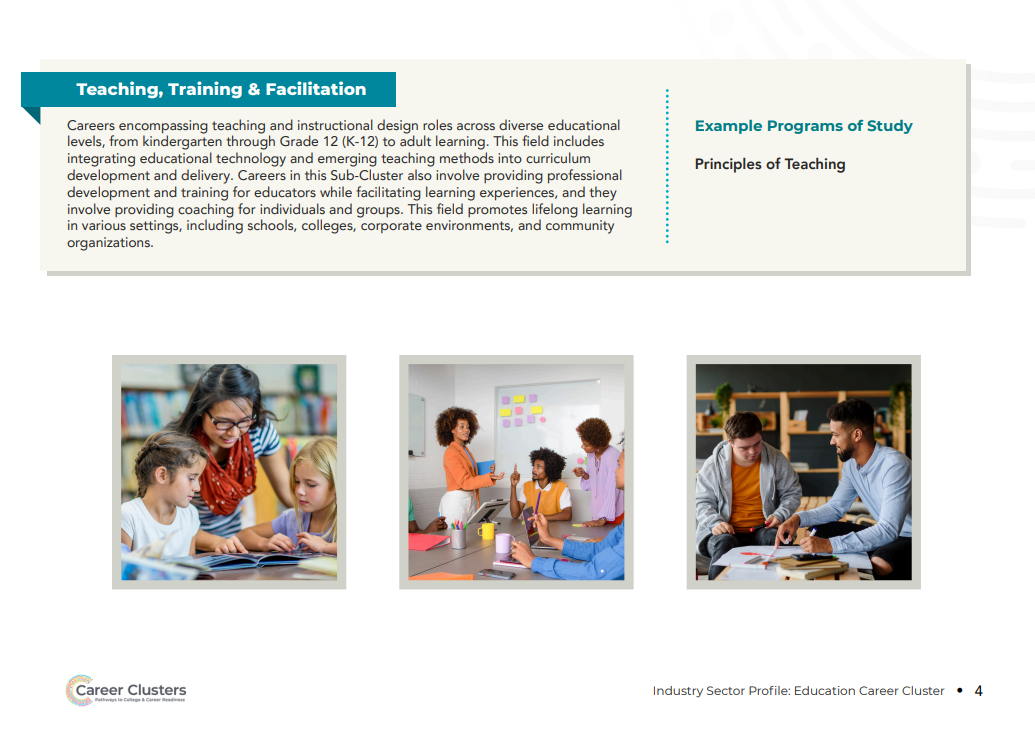 Teaching, Training & Facilitation
Careers encompassing teaching and instructional design roles across diverse educational
levels, from kindergarten through Grade 12 (K-12) to adult learning. This field includes
integrating educational technology and emerging teaching methods into curriculum
development and delivery. Careers in this Sub-Cluster also involve providing professional
development and training for educators while facilitating learning experiences, and they
involve providing coaching for individuals and groups. This field promotes lifelong learning
in various settings, including schools, colleges, corporate environments, and community
organizations.
Example Programs of Study
Principles of Teaching
Career Clusters
Pathways to College & Career Readiness
Industry Sector Profile: Education Career Cluster • 4